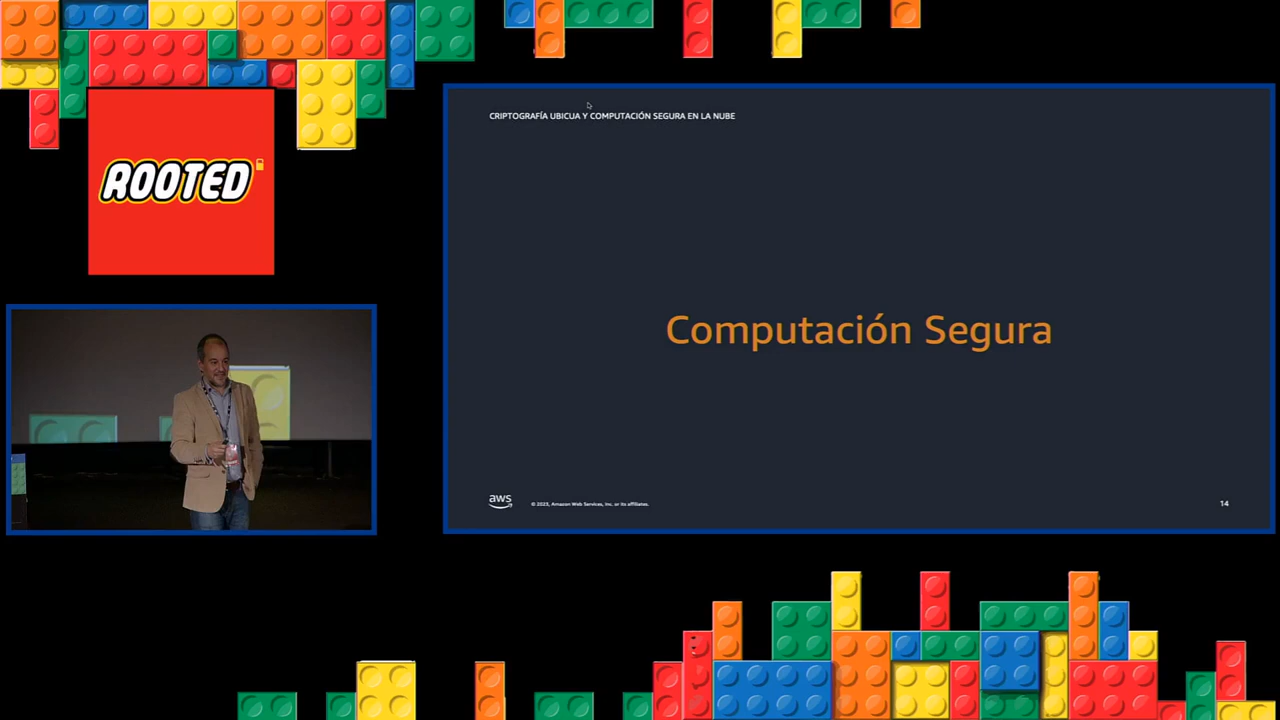 ROOTED
CRIPTOGRAFÍA UBICUA Y COMPUTACIÓN SEGURA EN LA NUBE
Computación Segura
aws
© 2023, Amazon Web Services, Inc. or its affiliates.
14